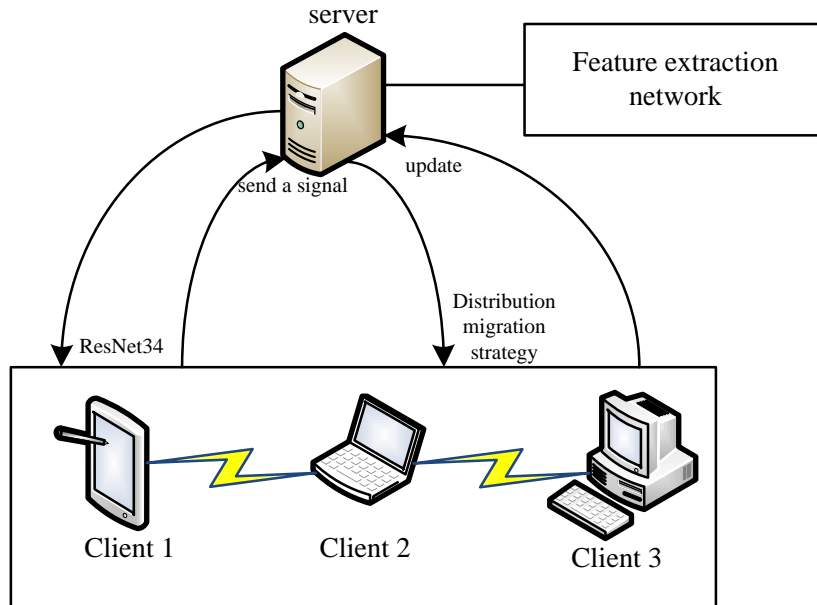 server
Feature extraction
network
send a signal
update
ResNet34
Distribution
migration
strategy
Client 1
Client 2
Client 3